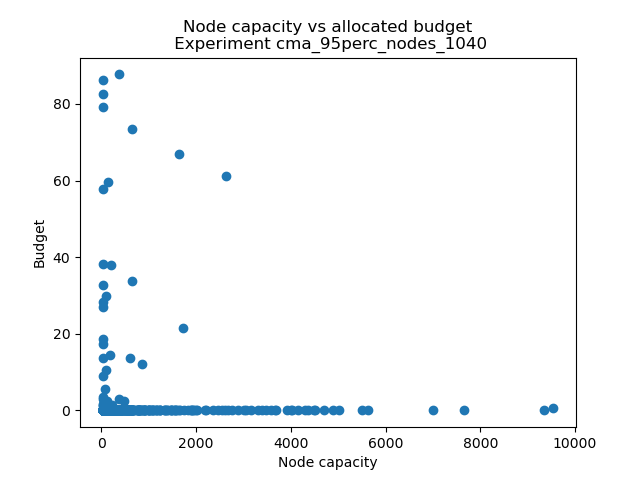 Node capacity vs allocated budget
Experiment cma_95perc_nodes_1040
80
60
40
20
0
Budget
0 2000 4000 6000 8000 10000
Node capacity